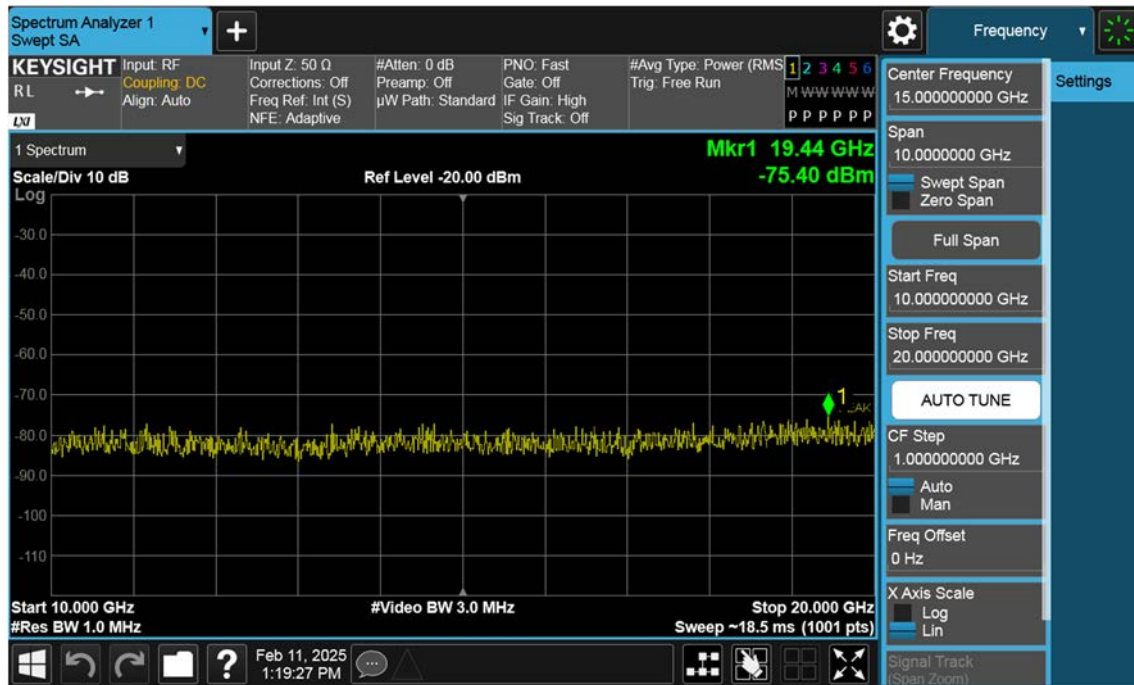 Spectrum Analyzer 1
Swept SA
Frequency
KEYSIGHT
RL
LXI
Input: RF
Coupling: DC
Align: Auto
Input Z: 50 Ω
Corrections: Off
Freq Ref: Int (S)
NFE: Adaptive
#Atten: 0 dB
Preamp: Off
µW Path: Standard
PNO: Fast
Gate: Off
IF Gain: High
Sig Track: Off
#Avg Type: Power (RMS
Trig: Free Run
1 2 3 4 5 6
M W W W W W
P P P P P P
1 Spectrum
Mkr1 19.44 GHz
-75.40 dBm
Scale/Div 10 dB
Ref Level -20.00 dBm
Log
-30.0
-40.0
-50.0
-60.0
-70.0
-80.0
-90.0
-100
-110
1
Start 10.000 GHz
#Video BW 3.0 MHz
Stop 20.000 GHz
#Res BW 1.0 MHz
Sweep ~18.5 ms (1001 pts)
? Feb 11, 2025
1:19:27 PM
Center Frequency
15.000000000 GHz
Span
10.0000000 GHz
Swept Span
Zero Span
Full Span
Start Freq
10.000000000 GHz
Stop Freq
20.000000000 GHz
AUTO TUNE
CF Step
1.000000000 GHz
Auto
Man
Freq Offset
0 Hz
X Axis Scale
Log
Lin
Signal Track
(Span Zoom)
Settings